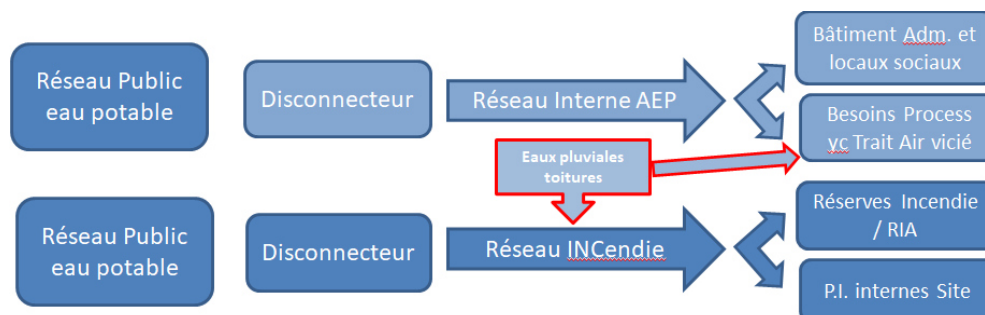 Réseau Public
eau potable
Disconnecteur
Réseau Interne AEP
Bâtiment Adm. et
locaux sociaux
Besoins Process
yc Trait Air vicié
Eaux pluviales
toitures
Réseau Public
eau potable
Disconnecteur
Réseau INCendie
Réserves Incendie
/ RIA
P.I. internes Site